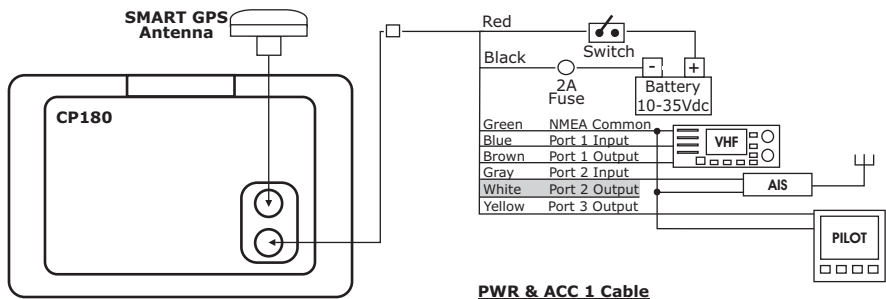 SMART GPS
Antenna
CP180
Red
Switch
Black
2A
Fuse
- +
Battery
10-35Vdc
Green NMEA Common
Blue Port 1 Input
Brown Port 1 Output
Gray Port 2 Input
White Port 2 Output
Yellow Port 3 Output
VHF
AIS
PILOT
PWR & ACC 1 Cable